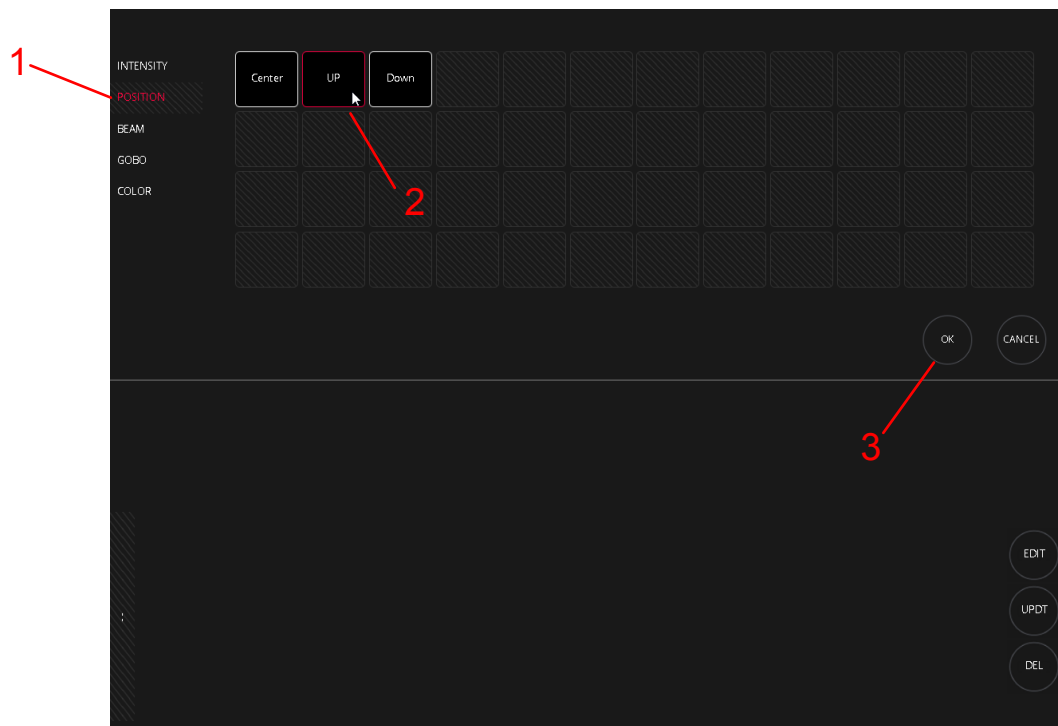 1
INTENSITY
POSITION
BEAM
GOBO
COLOR
Center
UP
Down
2
OK
CANCEL
3
:
EDIT
UPDT
DEL